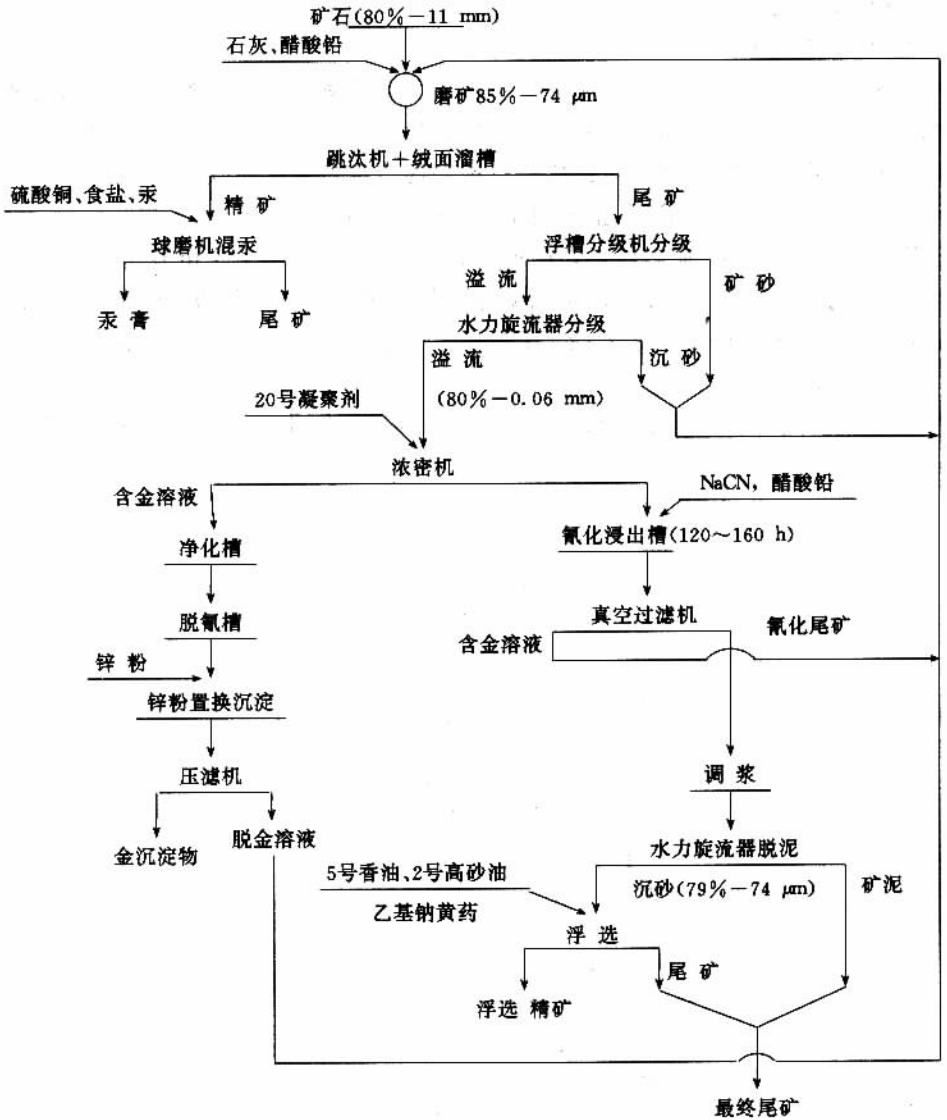 矿石(80%－11 mm)
石灰、醋酸铅
磨矿85%－74 μm
跳汰机＋绒面溜槽
硫酸铜、食盐、汞
精 矿
尾 矿
球磨机混汞
浮槽分级机分级
溢 流
矿 砂
汞 膏
尾 矿
水力旋流器分级
溢 流
沉 砂
(80%－0.06 mm)
20号凝聚剂
浓密机
含金溶液
NaCN，醋酸铅
净化槽
氰化浸出槽(120～160 h)
脱氰槽
真空过滤机
氰化尾矿
含金溶液
锌 粉
锌粉置换沉淀
压滤机
调 浆
金沉淀物
脱金溶液
水力旋流器脱泥
5号香油、2号高砂油
沉砂(79%－74 μm)
矿泥
乙基钠黄药
浮 选
尾 矿
浮选 精矿
最终尾矿